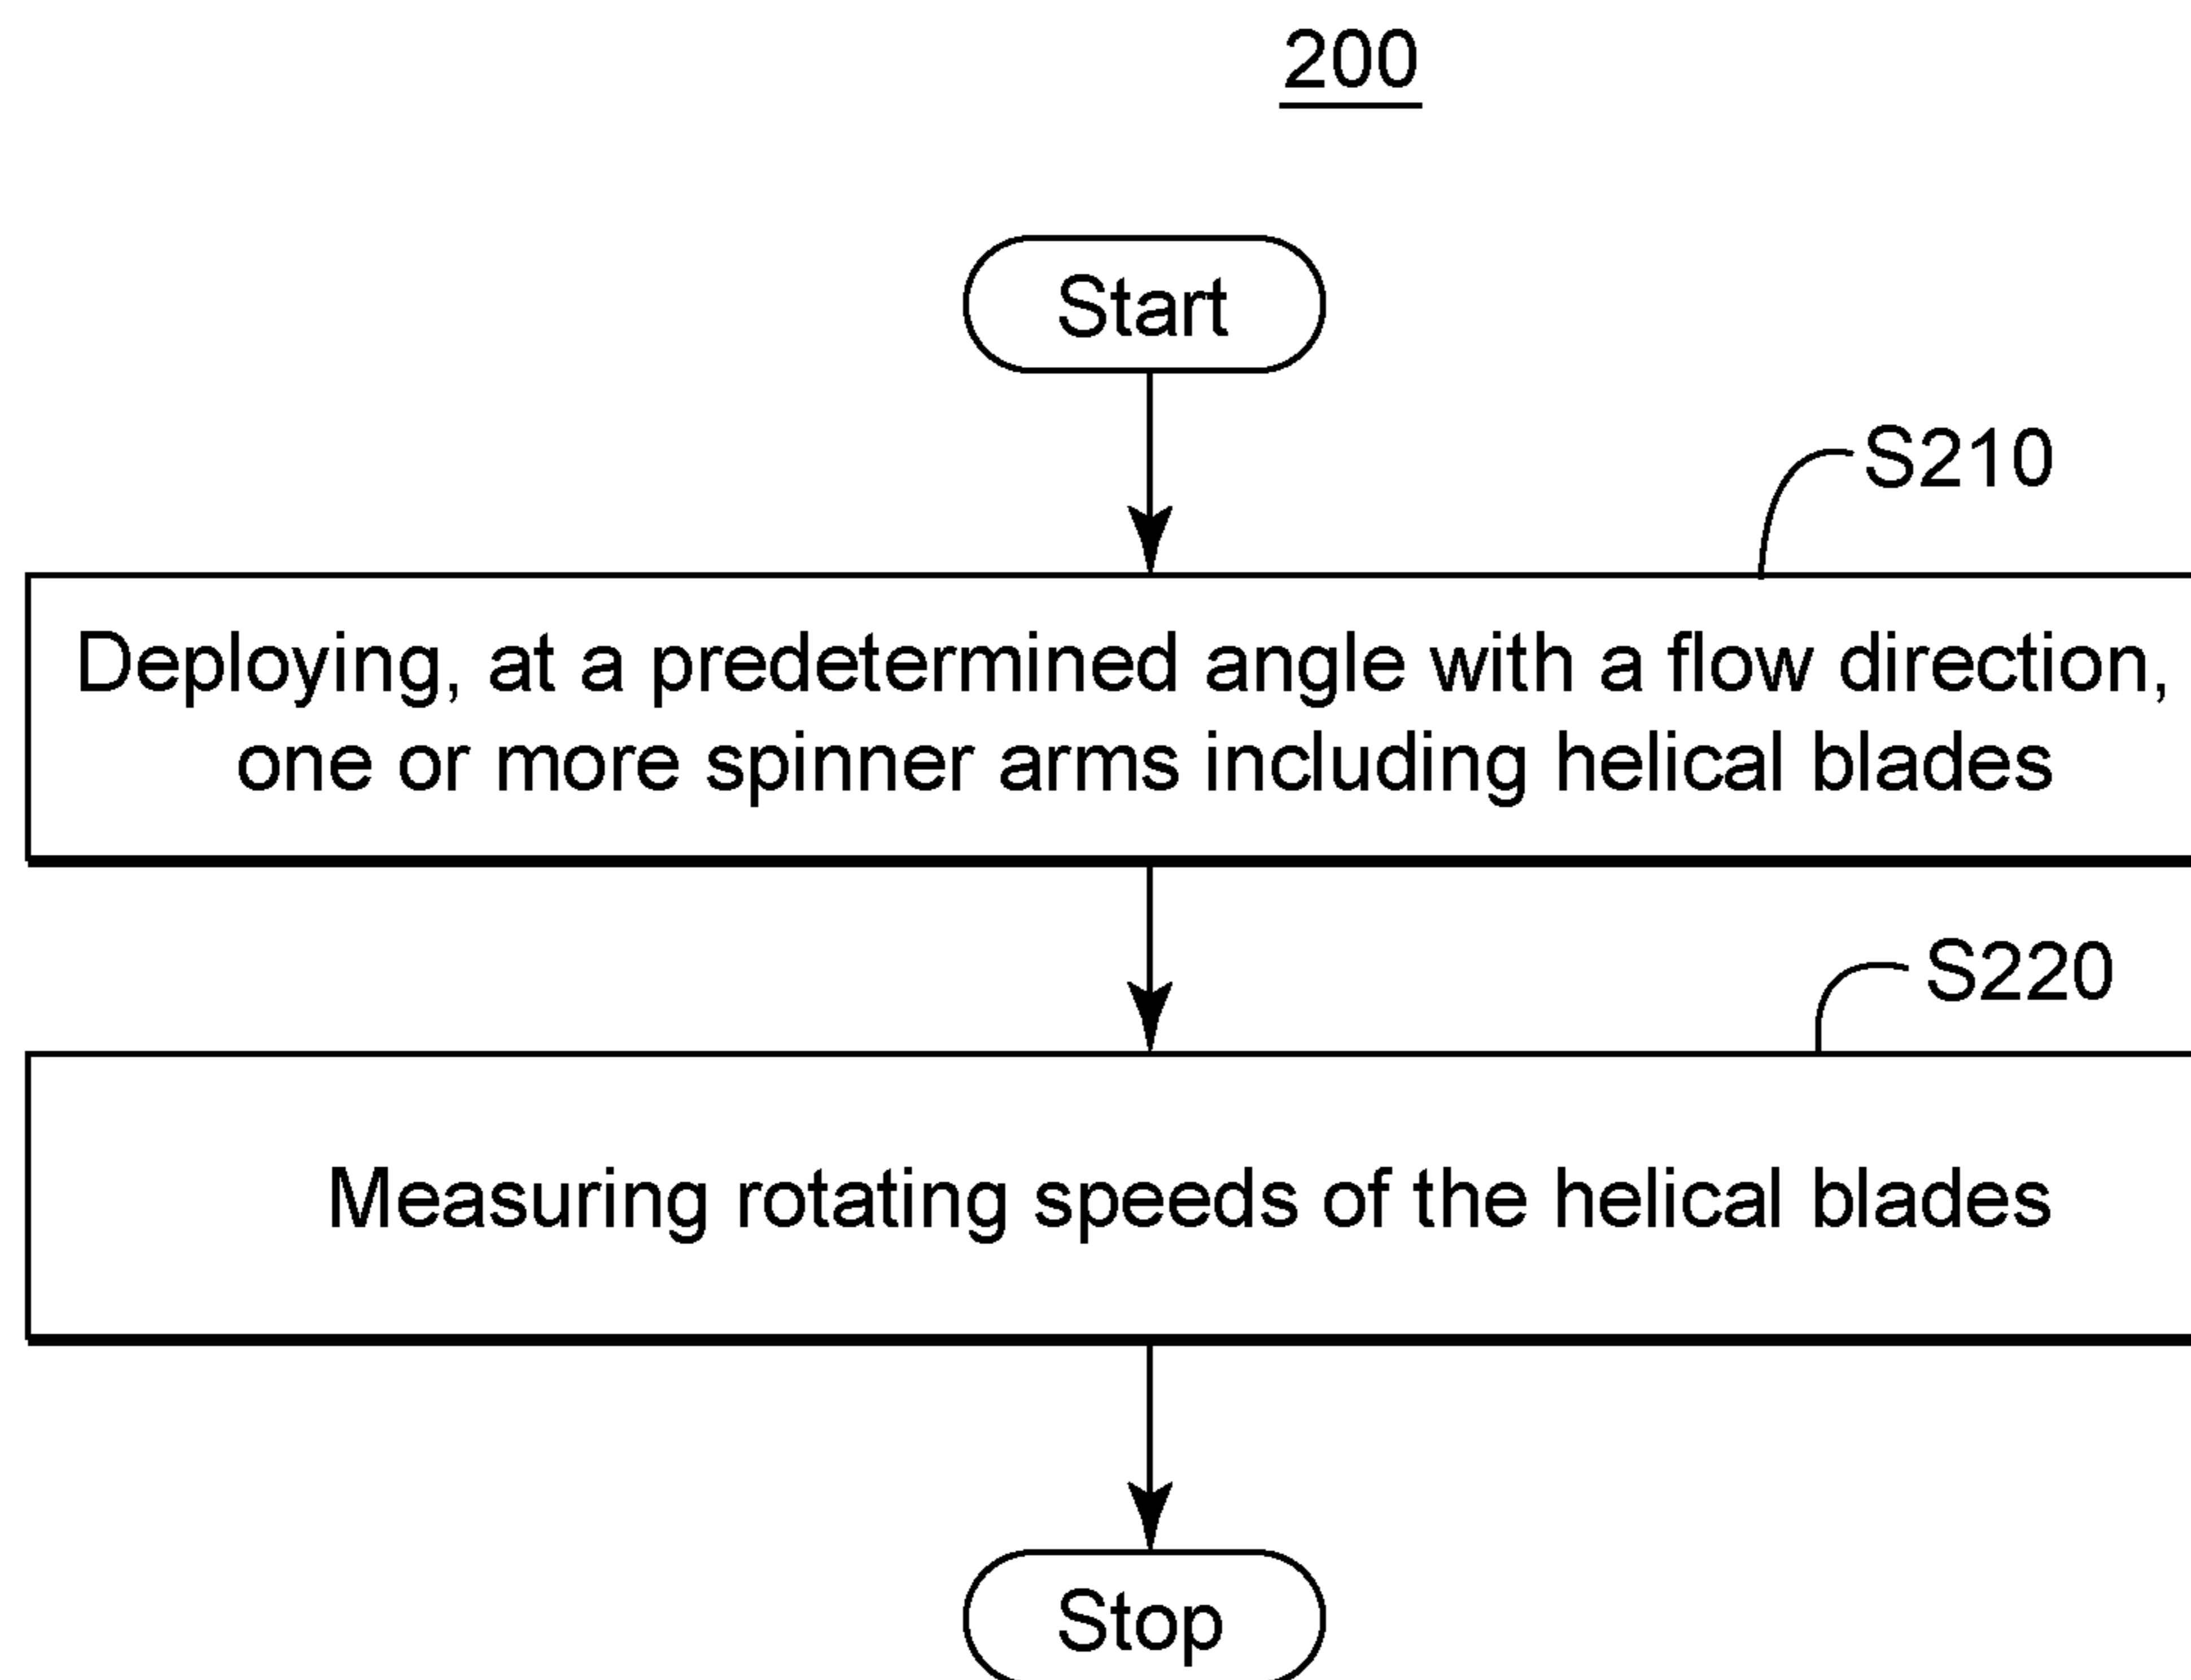 200
Start
S210
Deploying, at a predetermined angle with a flow direction,
one or more spinner arms including helical blades
S220
Measuring rotating speeds of the helical blades
Stop